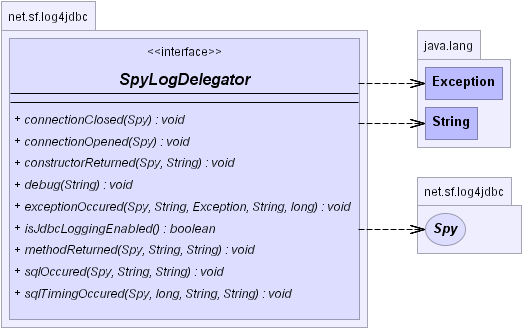 net.sf.log4jdbc
<<interface>>
SpyLogDelegator
+ connectionClosed(Spy) : void
+ connectionOpened(Spy) : void
+ constructorReturned(Spy, String) : void
+ debug(String) : void
+ exceptionOccured(Spy, String, Exception, String, long) : void
+ isJdbcLoggingEnabled() : boolean
+ methodReturned(Spy, String, String) : void
+ sqlOccured(Spy, String, String) : void
+ sqlTimingOccured(Spy, long, String, String) : void
java.lang
Exception
String
net.sf.log4jdbc
Spy